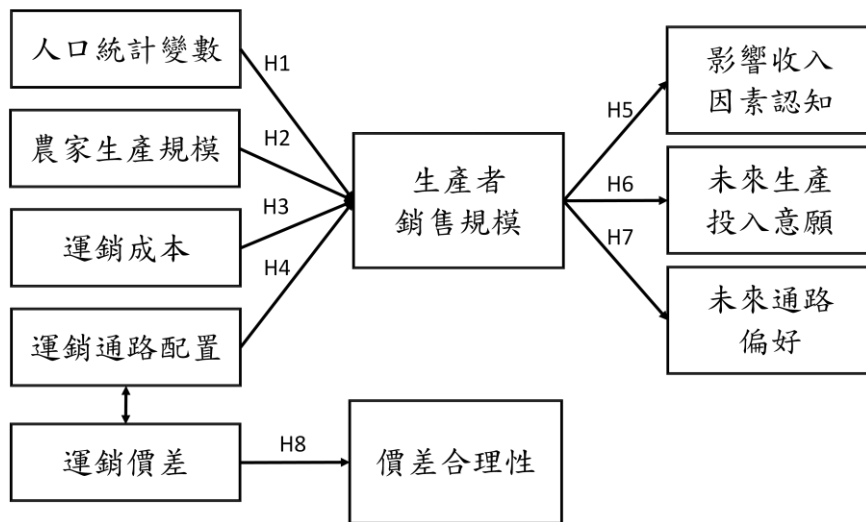 人口統計變數
農家生產規模
運銷成本
運銷通路配置
運銷價差
H1
H2
H3
H4
生產者
銷售規模
H5
H6
H7
影響收入
因素認知
未來生產
投入意願
未來通路
偏好
H8
價差合理性